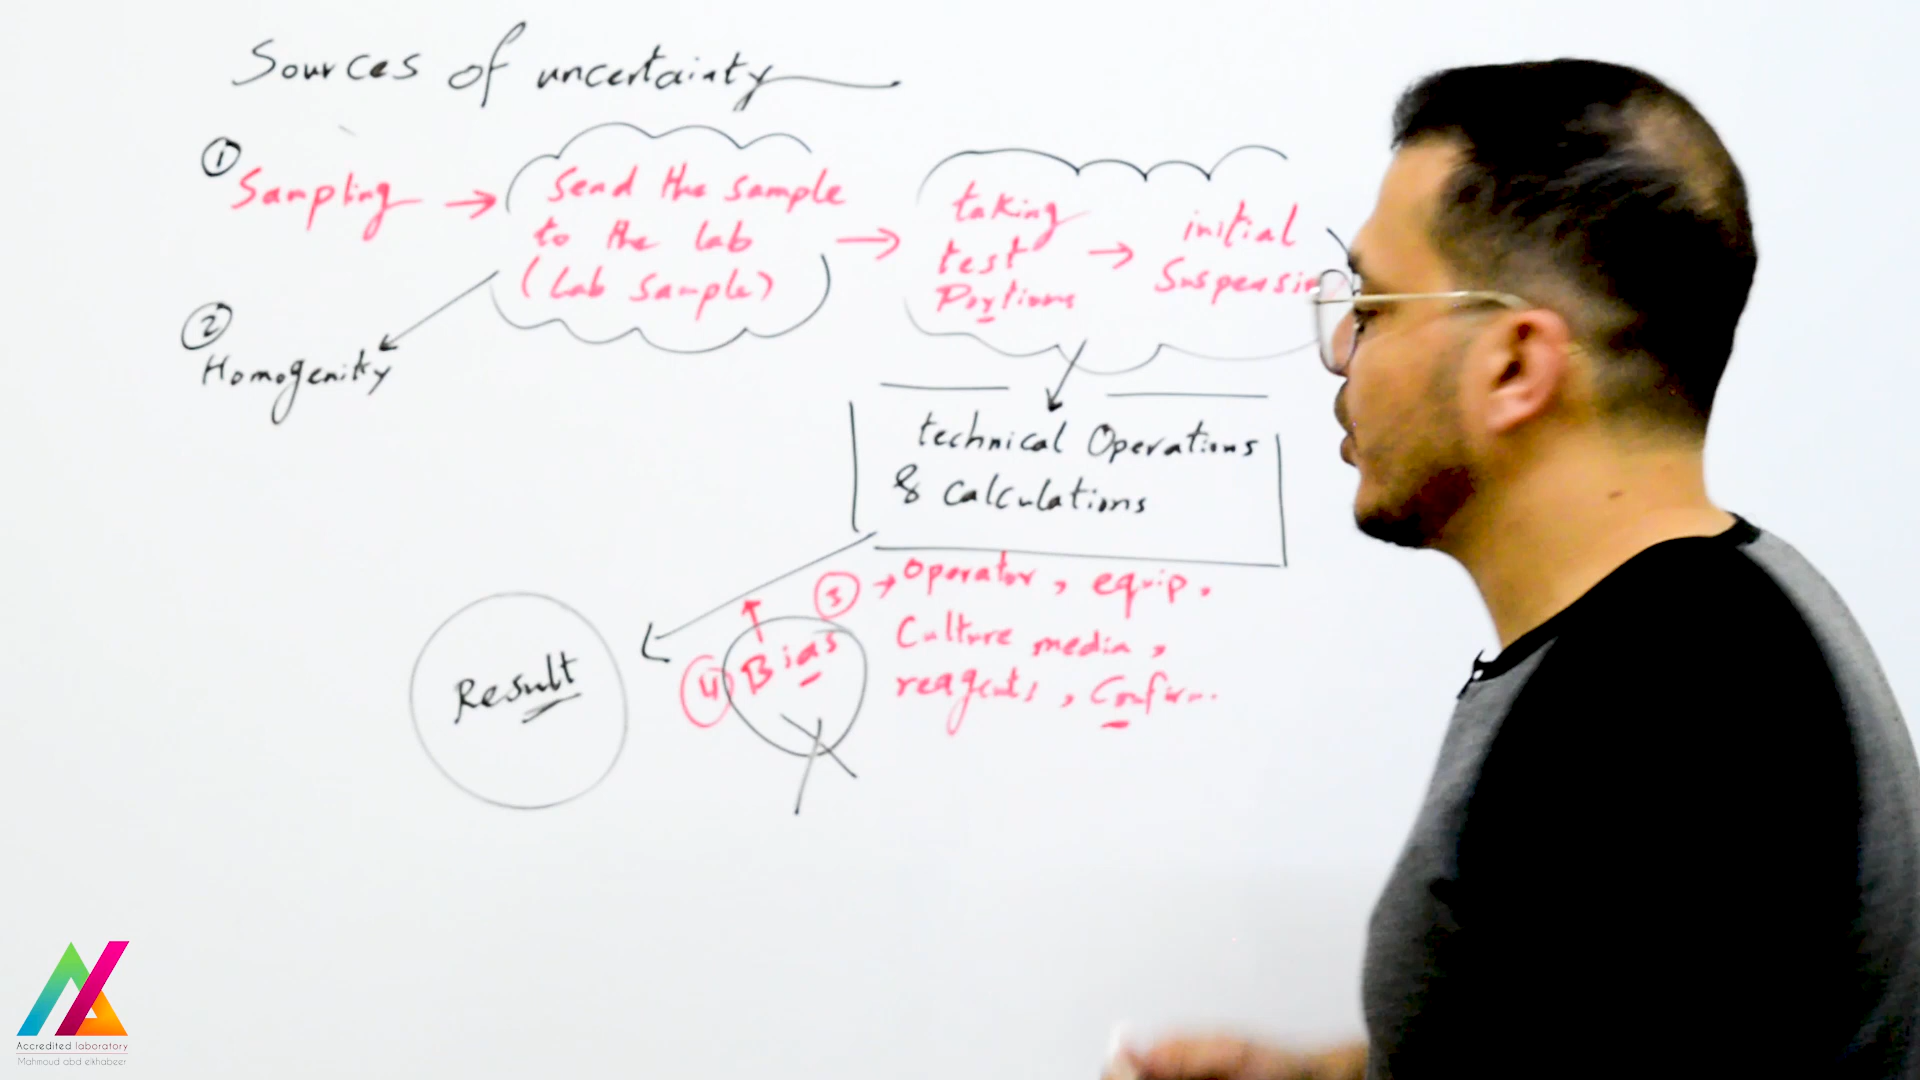 Sources of uncertainty
①
Sampling → Send the sample
to the lab
(Lab Sample)
→ taking
test
Portions
→ initial
Suspensi
②
Homogenity
technical Operations
& Calculations
③ → Operator, equip.
Culture media,
reagents, Confirm.
④ Bias
Result
Accredited laboratory
Mahmoud abd elkhabeer